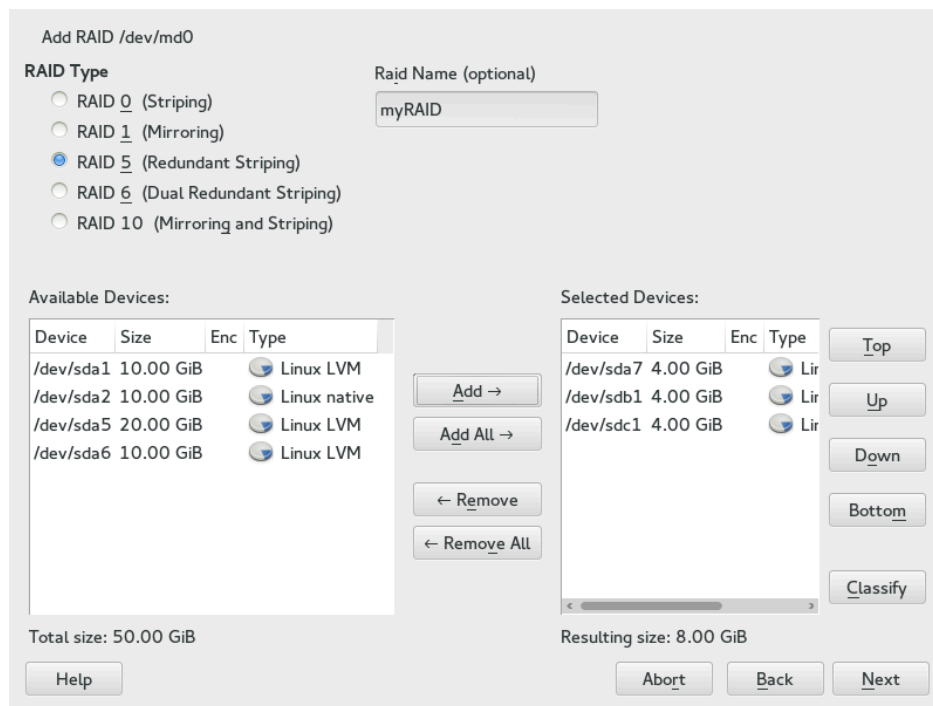 Add RAID /dev/md0
RAID Type
RAID 0 (Striping)
RAID 1 (Mirroring)
RAID 5 (Redundant Striping)
RAID 6 (Dual Redundant Striping)
RAID 10 (Mirroring and Striping)
Raid Name (optional)
myRAID
Available Devices:
Device Size Enc Type
/dev/sda1 10.00 GiB Linux LVM
/dev/sda2 10.00 GiB Linux native
/dev/sda5 20.00 GiB Linux LVM
/dev/sda6 10.00 GiB Linux LVM
Total size: 50.00 GiB
Add →
Add All →
← Remove
← Remove All
Selected Devices:
Device Size Enc Type
/dev/sda7 4.00 GiB Lir
/dev/sdb1 4.00 GiB Lir
/dev/sdc1 4.00 GiB Lir
Resulting size: 8.00 GiB
Top
Up
Down
Bottom
Classify
Help
Abort
Back
Next